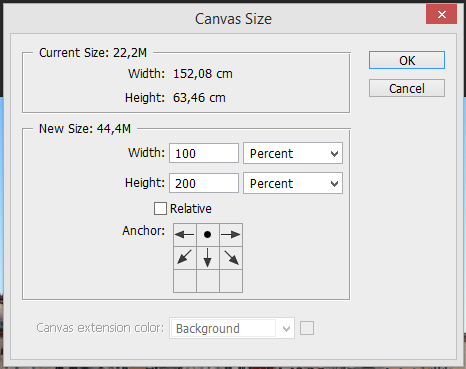 Canvas Size
Current Size: 22,2M
Width: 152,08 cm
Height: 63,46 cm
OK
Cancel
New Size: 44,4M
Width: 100 Percent
Height: 200 Percent
Relative
Anchor:
Canvas extension color: Background